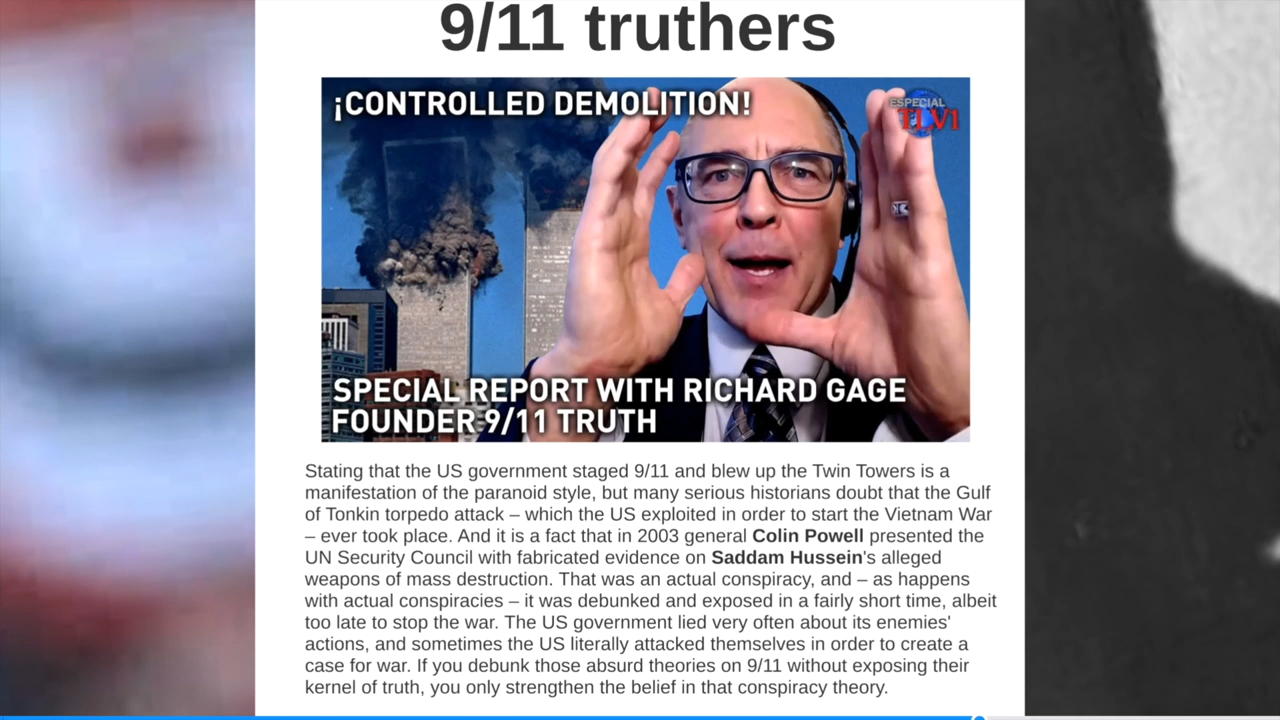 9/11 truthers
¡CONTROLLED DEMOLITION!
ESPECIAL
TLV1
SPECIAL REPORT WITH RICHARD GAGE
FOUNDER 9/11 TRUTH
Stating that the US government staged 9/11 and blew up the Twin Towers is a
manifestation of the paranoid style, but many serious historians doubt that the Gulf
of Tonkin torpedo attack – which the US exploited in order to start the Vietnam War
– ever took place. And it is a fact that in 2003 general Colin Powell presented the
UN Security Council with fabricated evidence on Saddam Hussein's alleged
weapons of mass destruction. That was an actual conspiracy, and – as happens
with actual conspiracies – it was debunked and exposed in a fairly short time, albeit
too late to stop the war. The US government lied very often about its enemies'
actions, and sometimes the US literally attacked themselves in order to create a
case for war. If you debunk those absurd theories on 9/11 without exposing their
kernel of truth, you only strengthen the belief in that conspiracy theory.